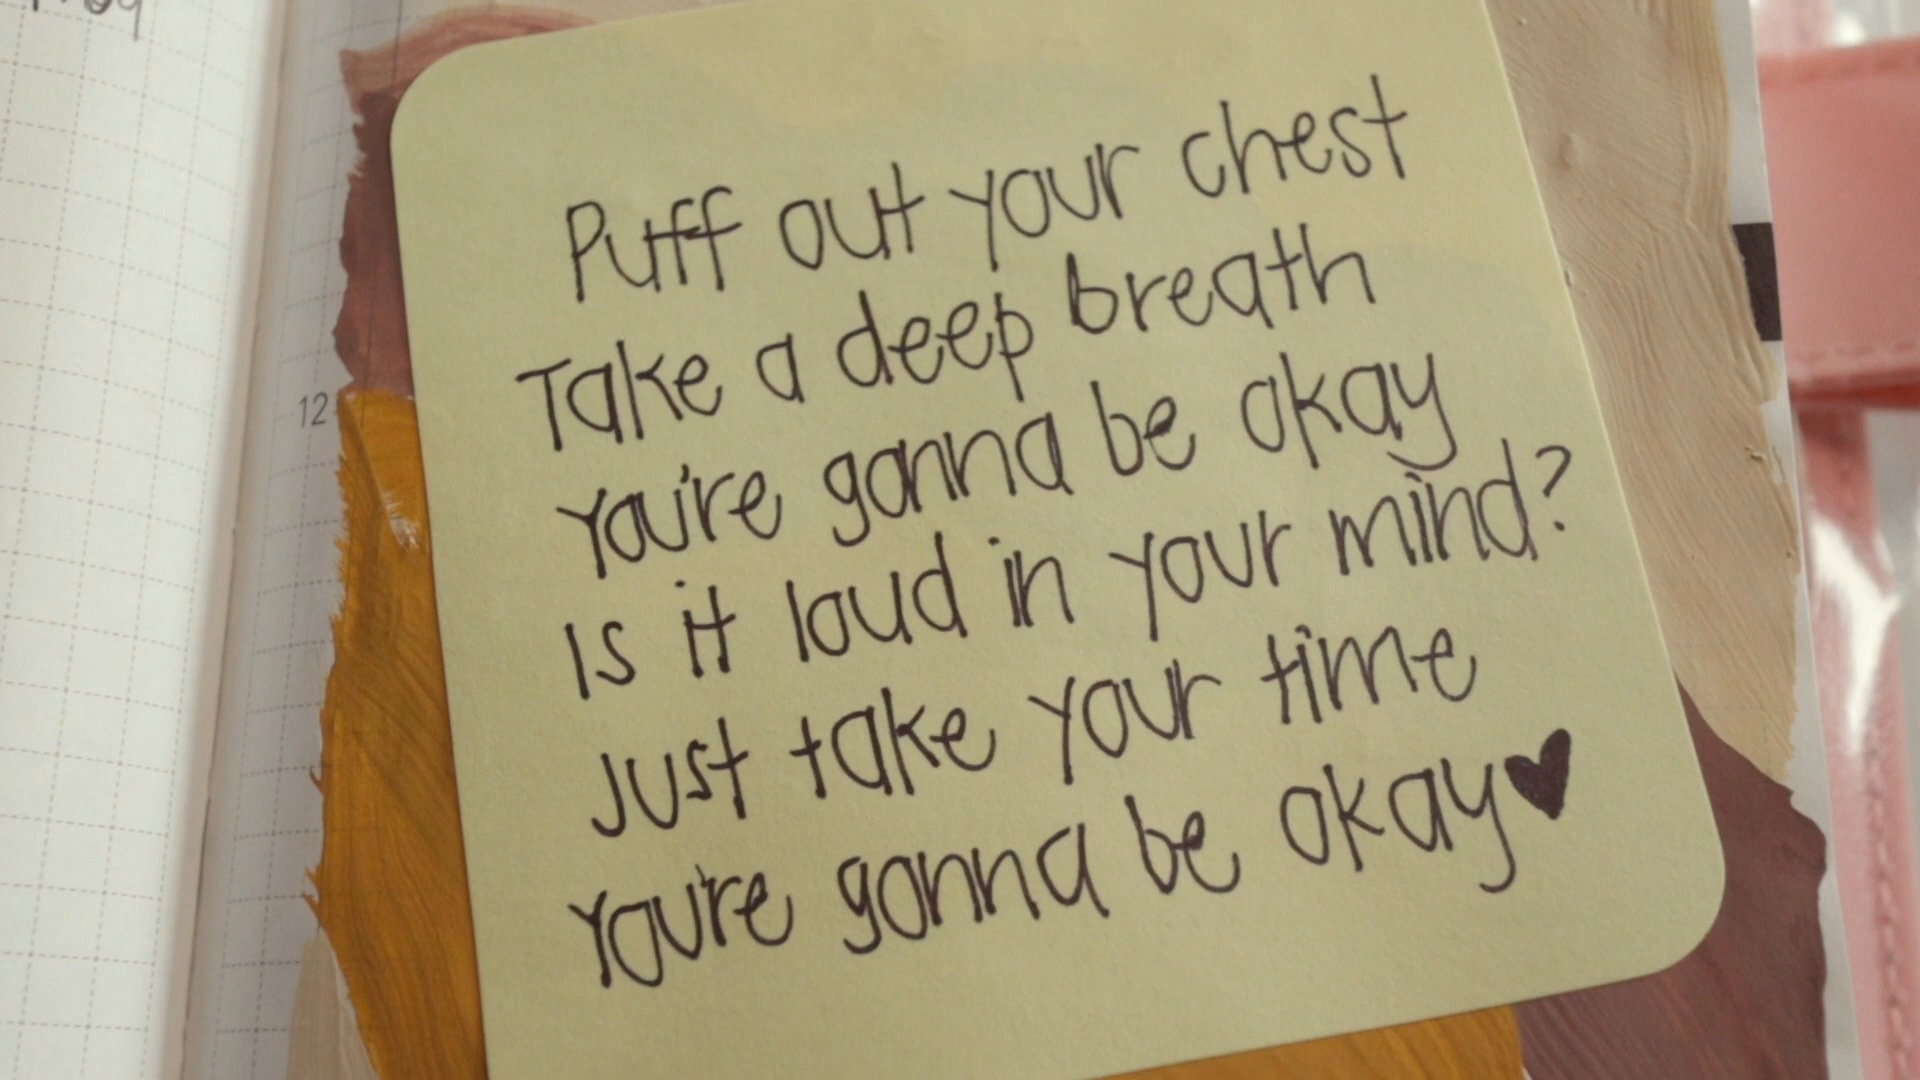 Puff out your chest
Take a deep breath
You're gonna be okay
Is it loud in your mind?
Just take your time
You're gonna be okay♥
12